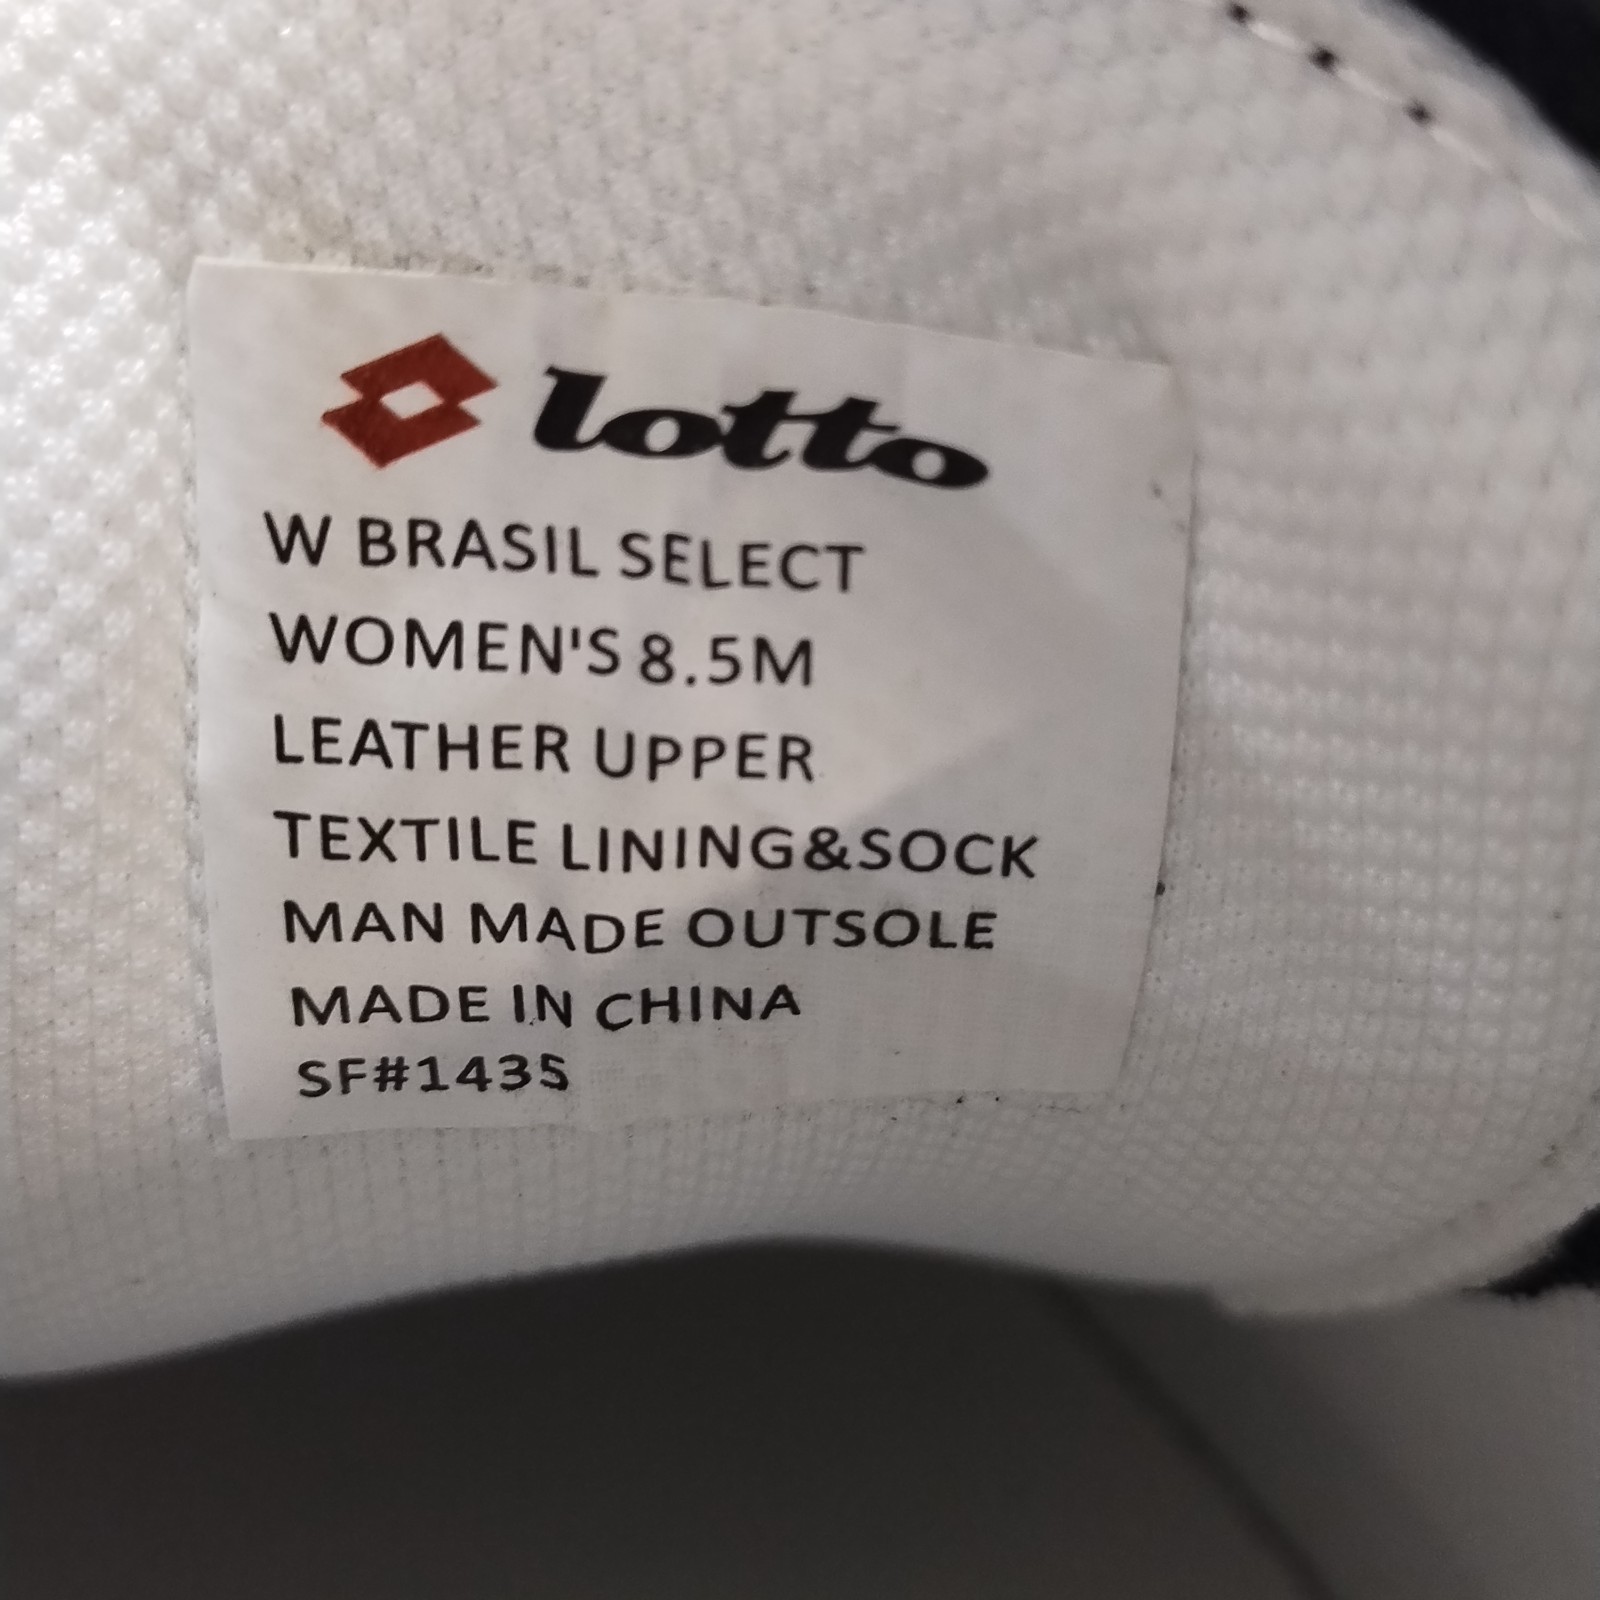 lotto
W BRASIL SELECT
WOMEN'S 8.5M
LEATHER UPPER
TEXTILE LINING&SOCK
MAN MADE OUTSOLE
MADE IN CHINA
SF#1435